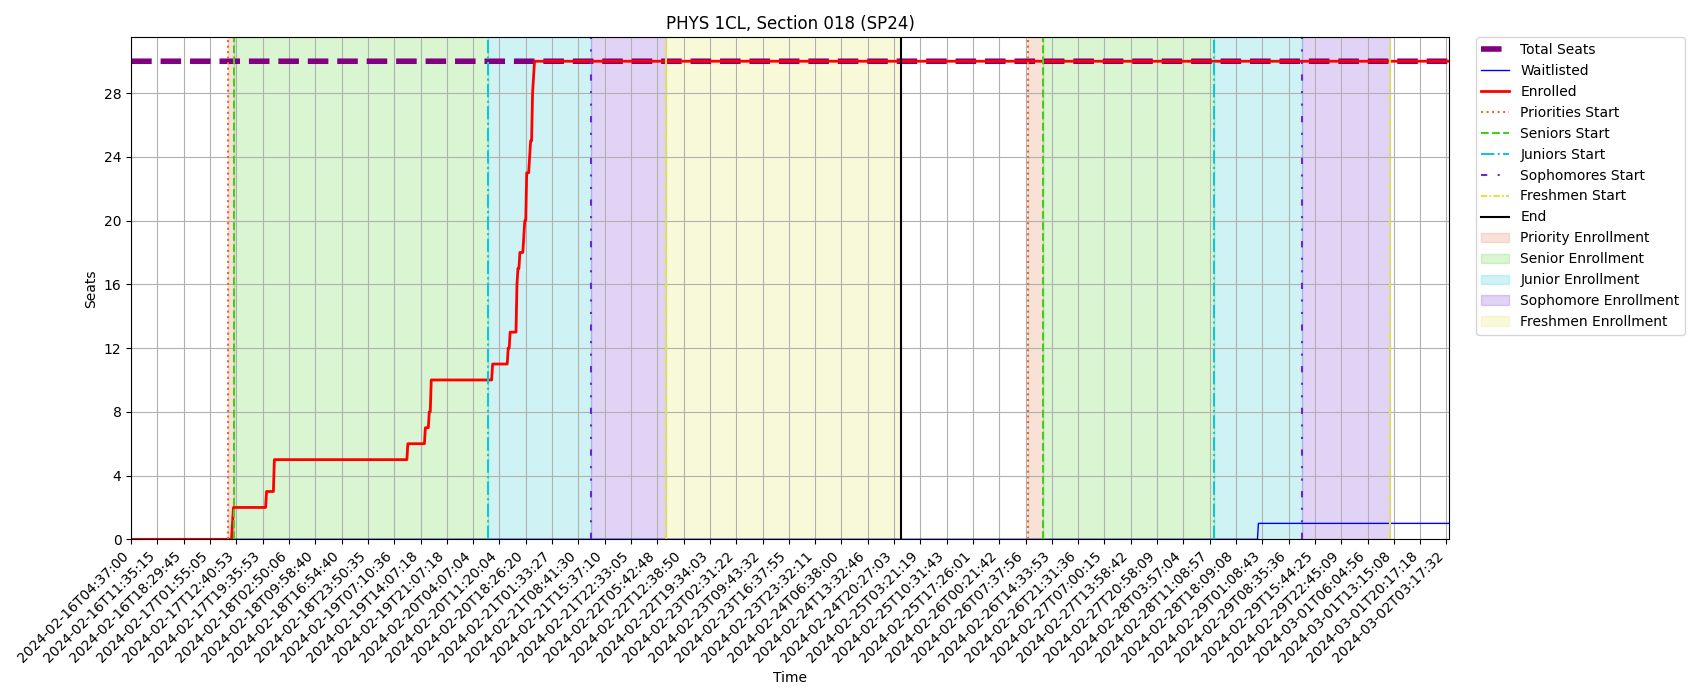 PHYS 1CL, Section 018 (SP24)
Seats
28
24
20
16
12
8
4
0
2024-02-16T04:37:00
2024-02-16T11:35:15
2024-02-16T18:29:45
2024-02-17T01:55:05
2024-02-17T12:40:53
2024-02-17T19:35:53
2024-02-18T02:50:06
2024-02-18T09:58:40
2024-02-18T16:54:40
2024-02-18T23:50:35
2024-02-19T07:10:36
2024-02-19T14:07:18
2024-02-19T21:07:18
2024-02-20T04:07:04
2024-02-20T11:20:04
2024-02-20T18:26:20
2024-02-21T01:33:27
2024-02-21T08:41:30
2024-02-21T15:37:10
2024-02-21T22:33:05
2024-02-22T05:42:48
2024-02-22T12:38:50
2024-02-22T19:34:03
2024-02-23T02:31:22
2024-02-23T09:43:32
2024-02-23T16:37:55
2024-02-23T23:32:11
2024-02-24T06:38:00
2024-02-24T13:32:46
2024-02-24T20:27:03
2024-02-25T03:21:19
2024-02-25T10:31:43
2024-02-25T17:26:01
2024-02-26T00:21:42
2024-02-26T07:37:56
2024-02-26T14:33:53
2024-02-26T21:31:36
2024-02-27T07:00:15
2024-02-27T13:58:42
2024-02-27T20:58:09
2024-02-28T03:57:04
2024-02-28T11:08:57
2024-02-28T18:09:08
2024-02-29T01:08:43
2024-02-29T08:35:36
2024-02-29T15:44:25
2024-02-29T22:45:09
2024-03-01T06:04:56
2024-03-01T13:15:08
2024-03-01T20:17:18
2024-03-02T03:17:32
Time
Total Seats
Waitlisted
Enrolled
Priorities Start
Seniors Start
Juniors Start
Sophomores Start
Freshmen Start
End
Priority Enrollment
Senior Enrollment
Junior Enrollment
Sophomore Enrollment
Freshmen Enrollment